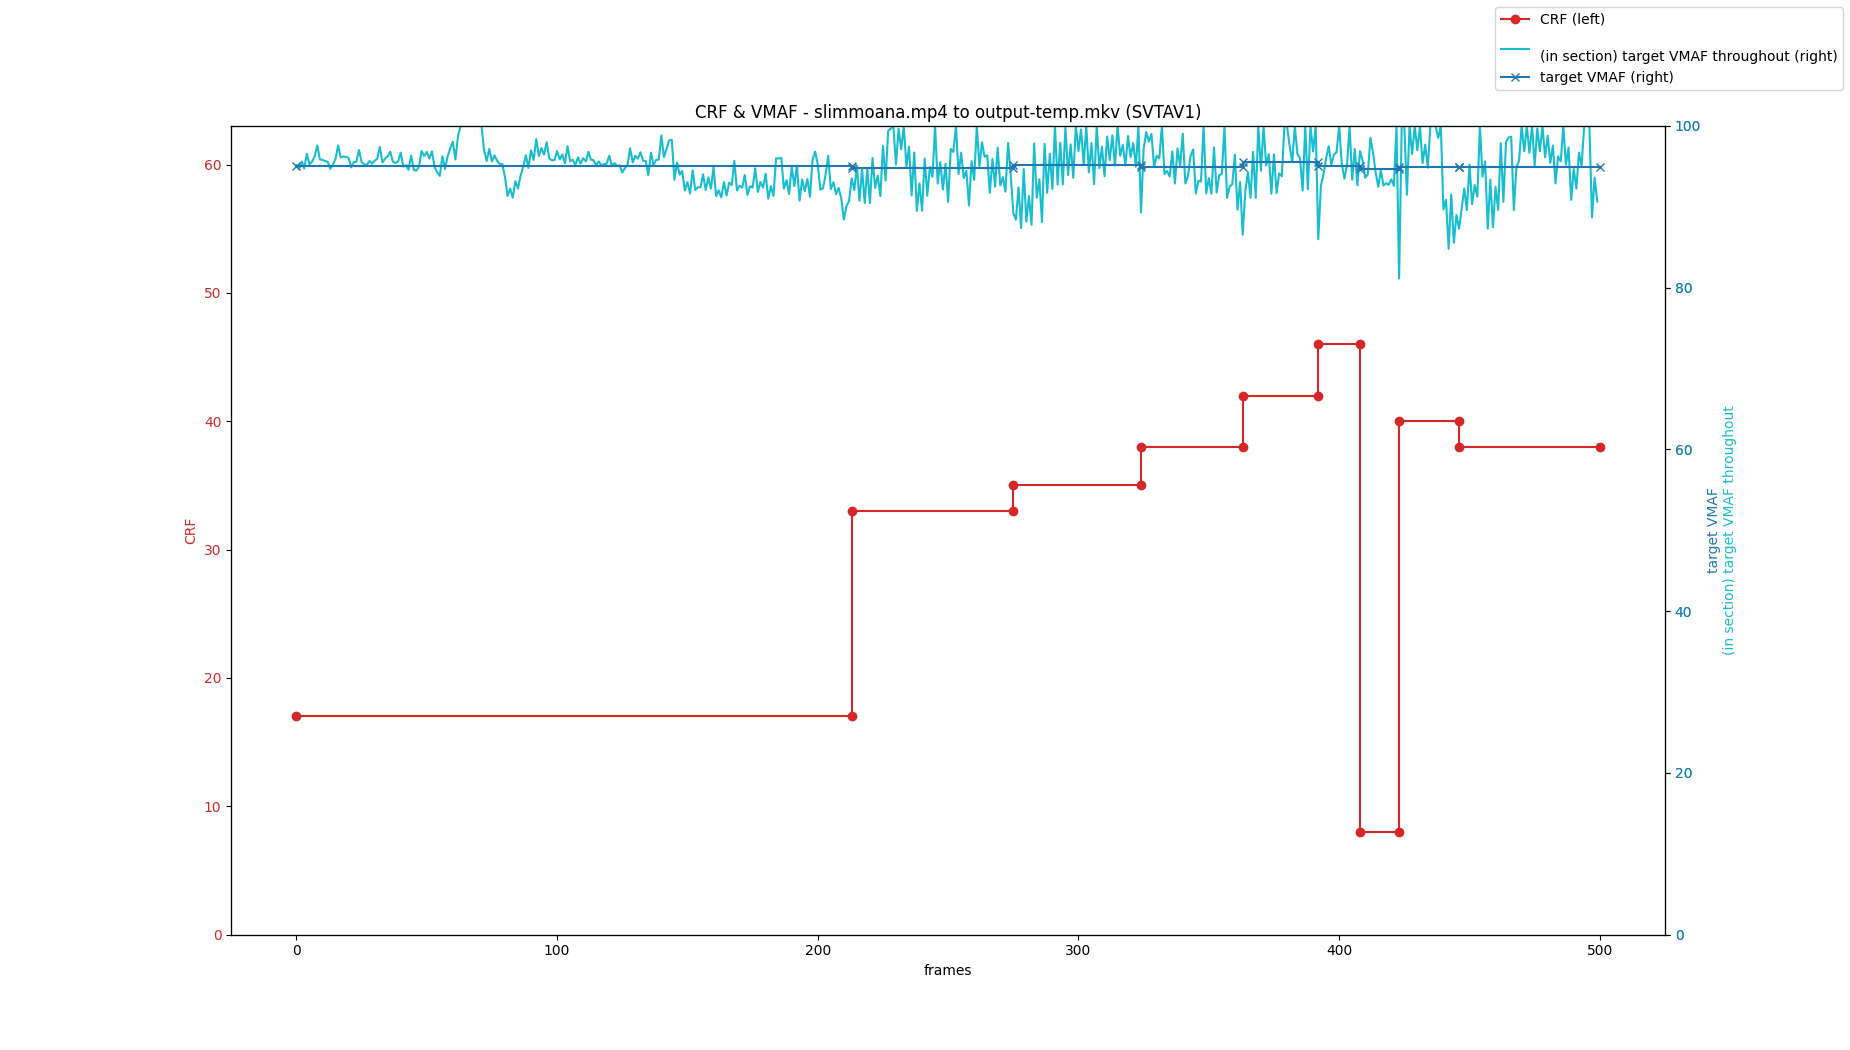 CRF (left)
(in section) target VMAF throughout (right)
target VMAF (right)
CRF & VMAF - slimmoana.mp4 to output-temp.mkv (SVTAV1)
60
50
40
30
20
10
0
CRF
0
100
200
300
400
500
frames
100
80
60
40
20
0
target VMAF
(in section) target VMAF throughout